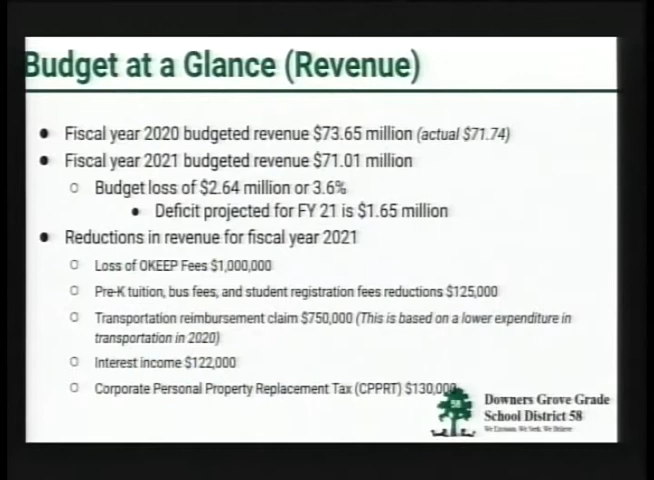 Budget at a Glance (Revenue)
● Fiscal year 2020 budgeted revenue $73.65 million (actual $71.74)
● Fiscal year 2021 budgeted revenue $71.01 million
○ Budget loss of $2.64 million or 3.6%
● Deficit projected for FY 21 is $1.65 million
● Reductions in revenue for fiscal year 2021
○ Loss of OKEEP Fees $1,000,000
○ Pre-K tuition, bus fees, and student registration fees reductions $125,000
○ Transportation reimbursement claim $750,000 (This is based on a lower expenditure in
transportation in 2020)
○ Interest income $122,000
○ Corporate Personal Property Replacement Tax (CPPRT) $130,000
58
Downers Grove Grade
School District 58